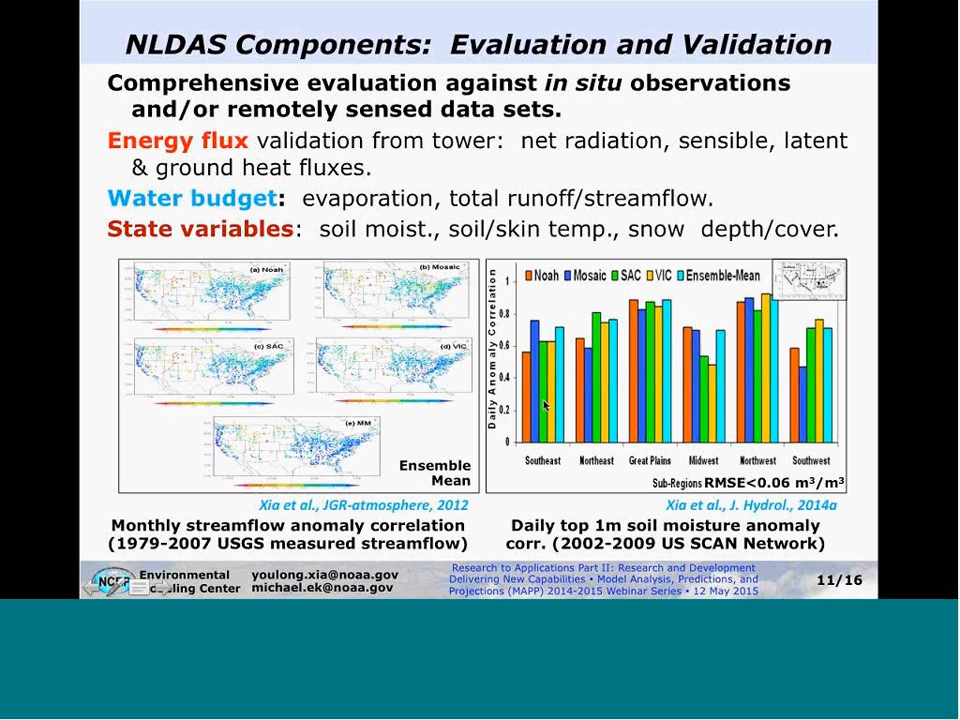 NLDAS Components: Evaluation and Validation
Comprehensive evaluation against in situ observations
and/or remotely sensed data sets.
Energy flux validation from tower: net radiation, sensible, latent
& ground heat fluxes.
Water budget: evaporation, total runoff/streamflow.
State variables: soil moist., soil/skin temp., snow depth/cover.
(a) Noah
(b) Mosaic
(c) SAC
(d) VIC
(e) MM
Ensemble
Mean
Noah Mosaic SAC VIC Ensemble-Mean
Daily Anomaly Correlation
1
0.8
0.6
0.4
0.2
0
Southeast Northeast Great Plains Midwest Northwest Southwest
Sub-Regions RMSE<0.06 m³/m³
Xia et al., JGR-atmosphere, 2012
Xia et al., J. Hydrol., 2014a
Monthly streamflow anomaly correlation
(1979-2007 USGS measured streamflow)
Daily top 1m soil moisture anomaly
corr. (2002-2009 US SCAN Network)
NCEP
Environmental
Center
youlong.xia@noaa.gov
michael.ek@noaa.gov
Research to Applications Part II: Research and Development
Delivering New Capabilities • Model Analysis, Predictions, and
Projections (MAPP) 2014-2015 Webinar Series • 12 May 2015
11/16